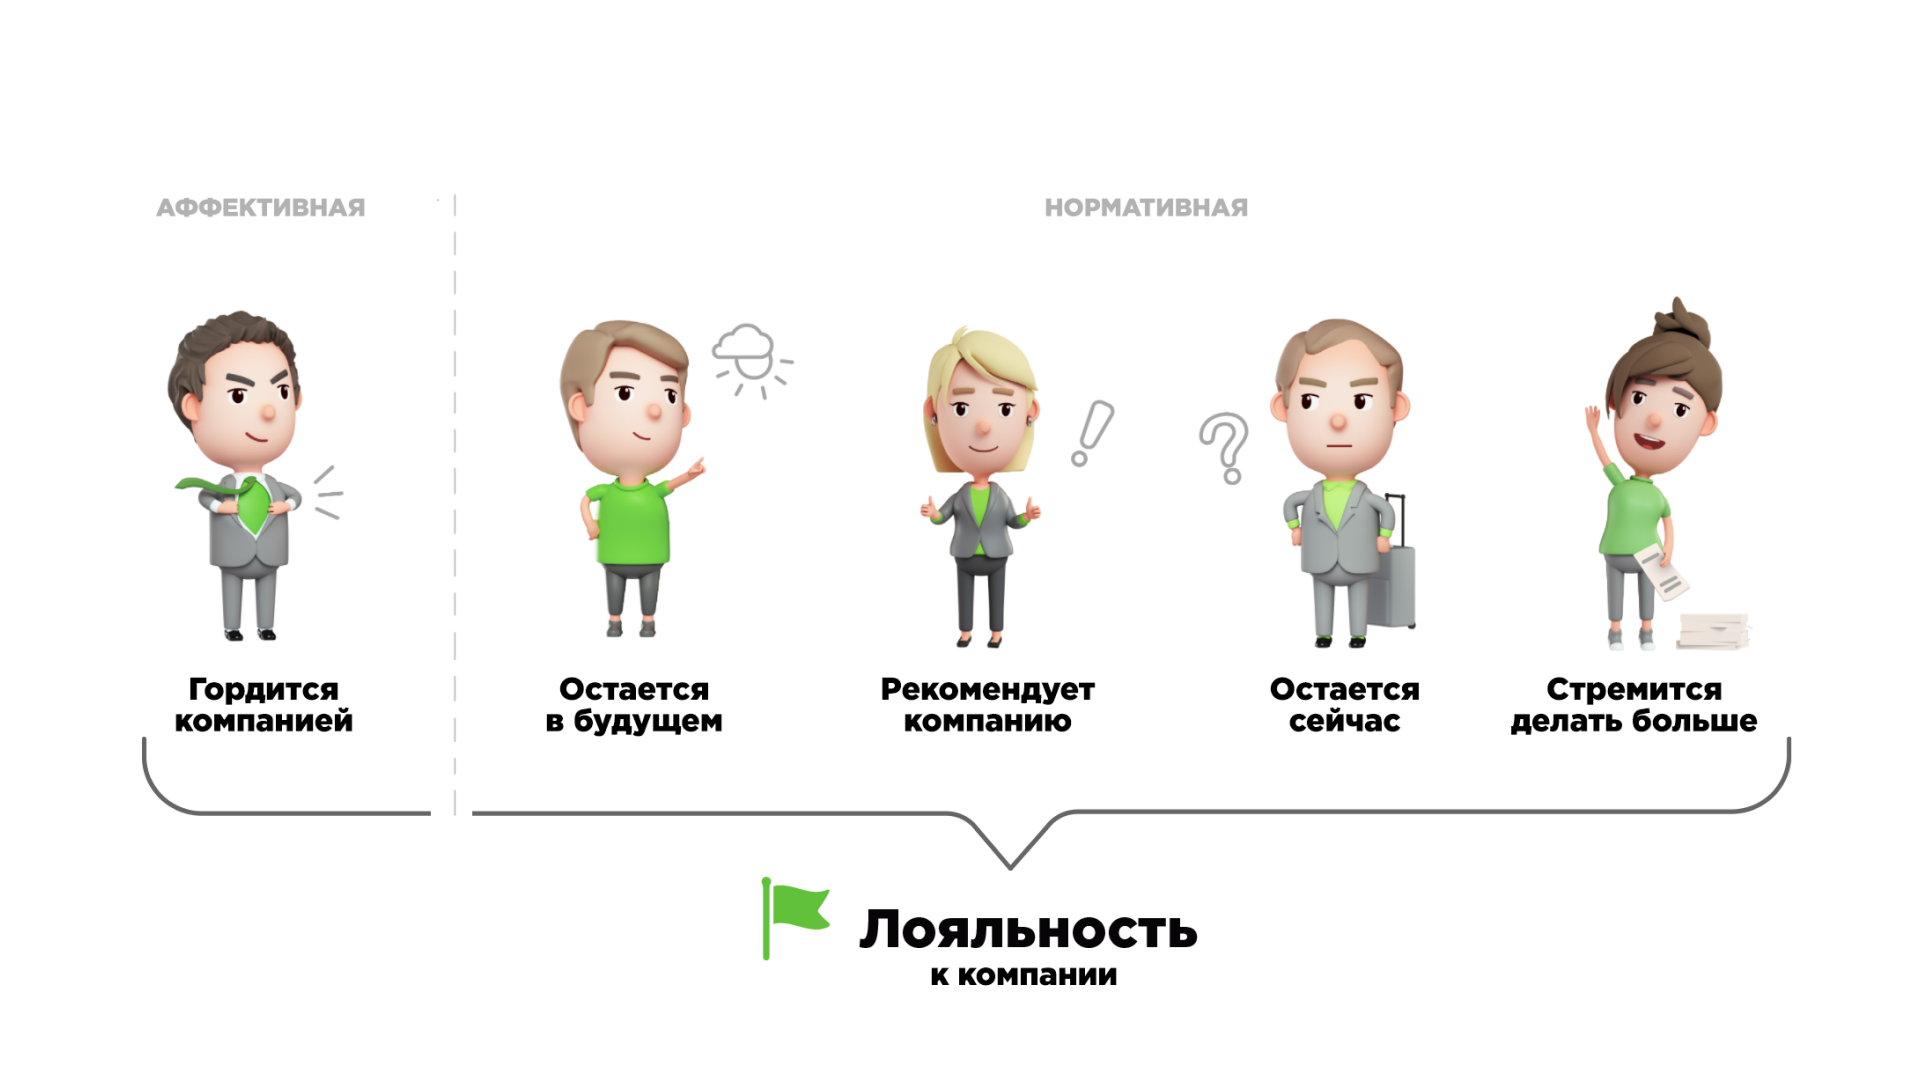 АФФЕКТИВНАЯ
НОРМАТИВНАЯ
Гордится
компанией
Остается
в будущем
Рекомендует
компанию
Остается
сейчас
Стремится
делать больше
Лояльность
к компании